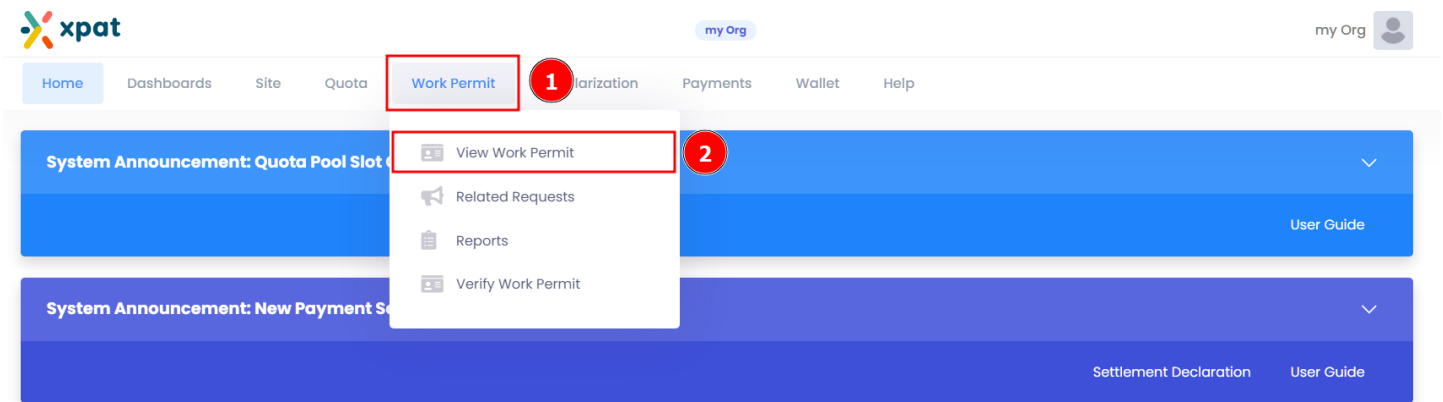 xpat
my Org
my Org
Home Dashboards Site Quota Work Permit 1 larization Payments Wallet Help
View Work Permit 2
System Announcement: Quota Pool Slot
Related Requests
Reports
User Guide
Verify Work Permit
System Announcement: New Payment Se
Settlement Declaration User Guide